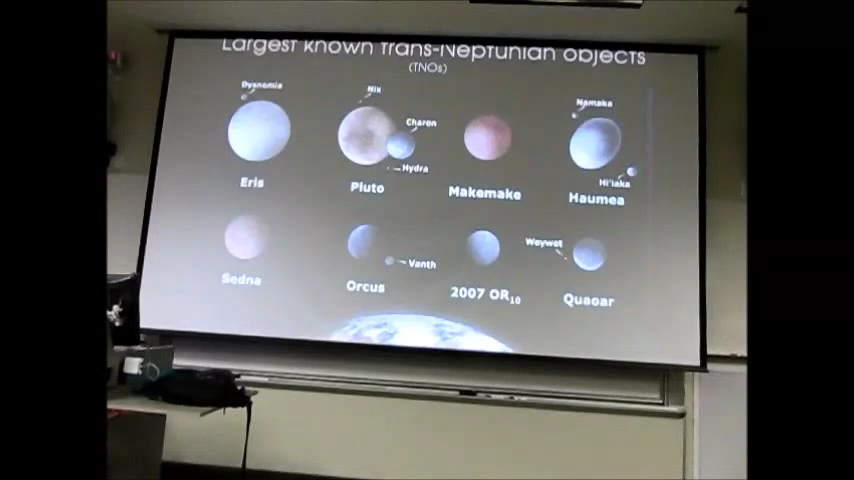 Largest known trans-Neptunian objects
(TNOs)
Dysnomia
Nix
Namaka
Charon
Hydra
Hi'iaka
Eris
Pluto
Makemake
Haumea
Weywot
Vanth
Sedna
Orcus
2007 OR10
Quaoar